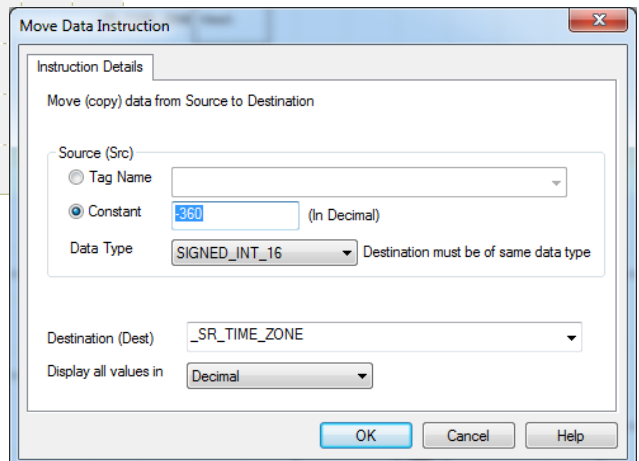 Move Data Instruction
Instruction Details
Move (copy) data from Source to Destination
Source (Src)
Tag Name
Constant -360 (In Decimal)
Data Type SIGNED_INT_16 Destination must be of same data type
Destination (Dest) _SR_TIME_ZONE
Display all values in Decimal
OK Cancel Help